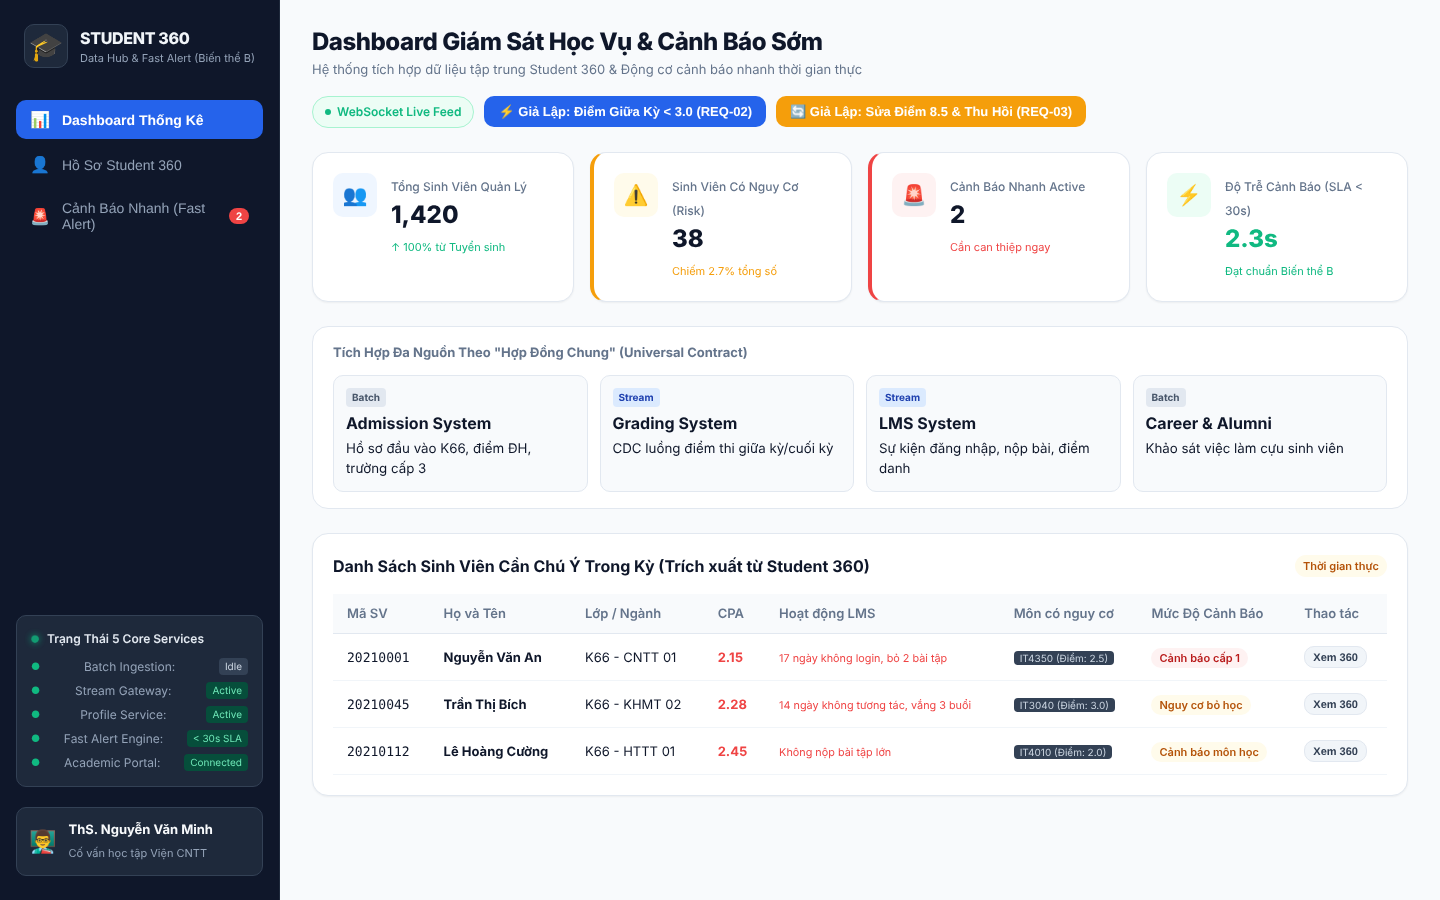 STUDENT 360
Data Hub & Fast Alert (Biến thể B)
Dashboard Thống Kê
Hồ Sơ Student 360
Cảnh Báo Nhanh (Fast
Alert)
2
Trạng Thái 5 Core Services
Batch Ingestion: Idle
Stream Gateway: Active
Profile Service: Active
Fast Alert Engine: < 30s SLA
Academic Portal: Connected
ThS. Nguyễn Văn Minh
Cố vấn học tập Viện CNTT
Dashboard Giám Sát Học Vụ & Cảnh Báo Sớm
Hệ thống tích hợp dữ liệu tập trung Student 360 & Động cơ cảnh báo nhanh thời gian thực
WebSocket Live Feed
⚡ Giả Lập: Điểm Giữa Kỳ < 3.0 (REQ-02)
🔄 Giả Lập: Sửa Điểm 8.5 & Thu Hồi (REQ-03)
Tổng Sinh Viên Quản Lý
1,420
↑ 100% từ Tuyển sinh
Sinh Viên Có Nguy Cơ
(Risk)
38
Chiếm 2.7% tổng số
Cảnh Báo Nhanh Active
2
Cần can thiệp ngay
Độ Trễ Cảnh Báo (SLA <
30s)
2.3s
Đạt chuẩn Biến thể B
Tích Hợp Đa Nguồn Theo "Hợp Đồng Chung" (Universal Contract)
Batch
Admission System
Hồ sơ đầu vào K66, điểm ĐH,
trường cấp 3
Stream
Grading System
CDC luồng điểm thi giữa kỳ/cuối kỳ
Stream
LMS System
Sự kiện đăng nhập, nộp bài, điểm
danh
Batch
Career & Alumni
Khảo sát việc làm cựu sinh viên
Danh Sách Sinh Viên Cần Chú Ý Trong Kỳ (Trích xuất từ Student 360)
Thời gian thực
Mã SV Họ và Tên Lớp / Ngành CPA Hoạt động LMS Môn có nguy cơ Mức Độ Cảnh Báo Thao tác
20210001 Nguyễn Văn An K66 - CNTT 01 2.15 17 ngày không login, bỏ 2 bài tập IT4350 (Điểm: 2.5) Cảnh báo cấp 1 Xem 360
20210045 Trần Thị Bích K66 - KHMT 02 2.28 14 ngày không tương tác, vắng 3 buổi IT3040 (Điểm: 3.0) Nguy cơ bỏ học Xem 360
20210112 Lê Hoàng Cường K66 - HTTT 01 2.45 Không nộp bài tập lớn IT4010 (Điểm: 2.0) Cảnh báo môn học Xem 360